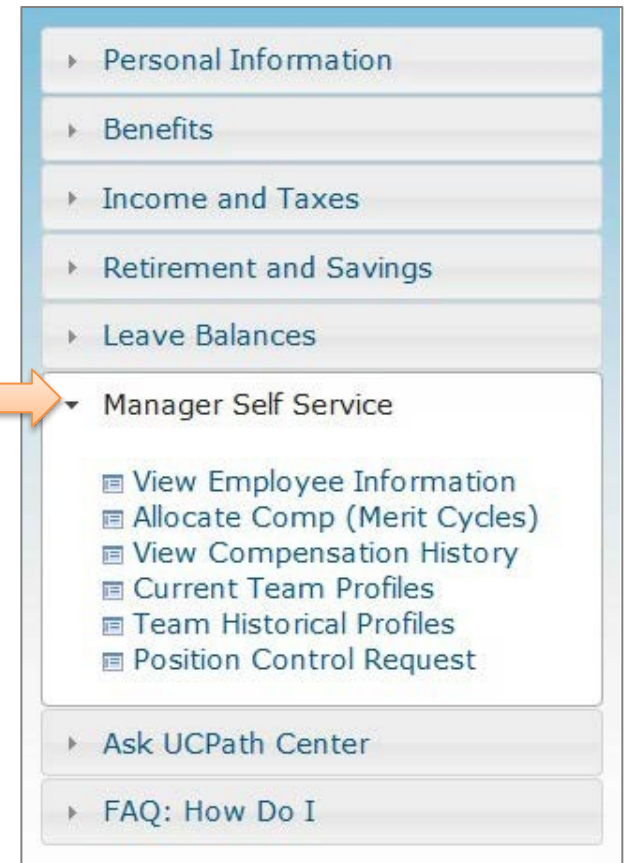 Personal Information
Benefits
Income and Taxes
Retirement and Savings
Leave Balances
Manager Self Service
View Employee Information
Allocate Comp (Merit Cycles)
View Compensation History
Current Team Profiles
Team Historical Profiles
Position Control Request
Ask UCPath Center
FAQ: How Do I